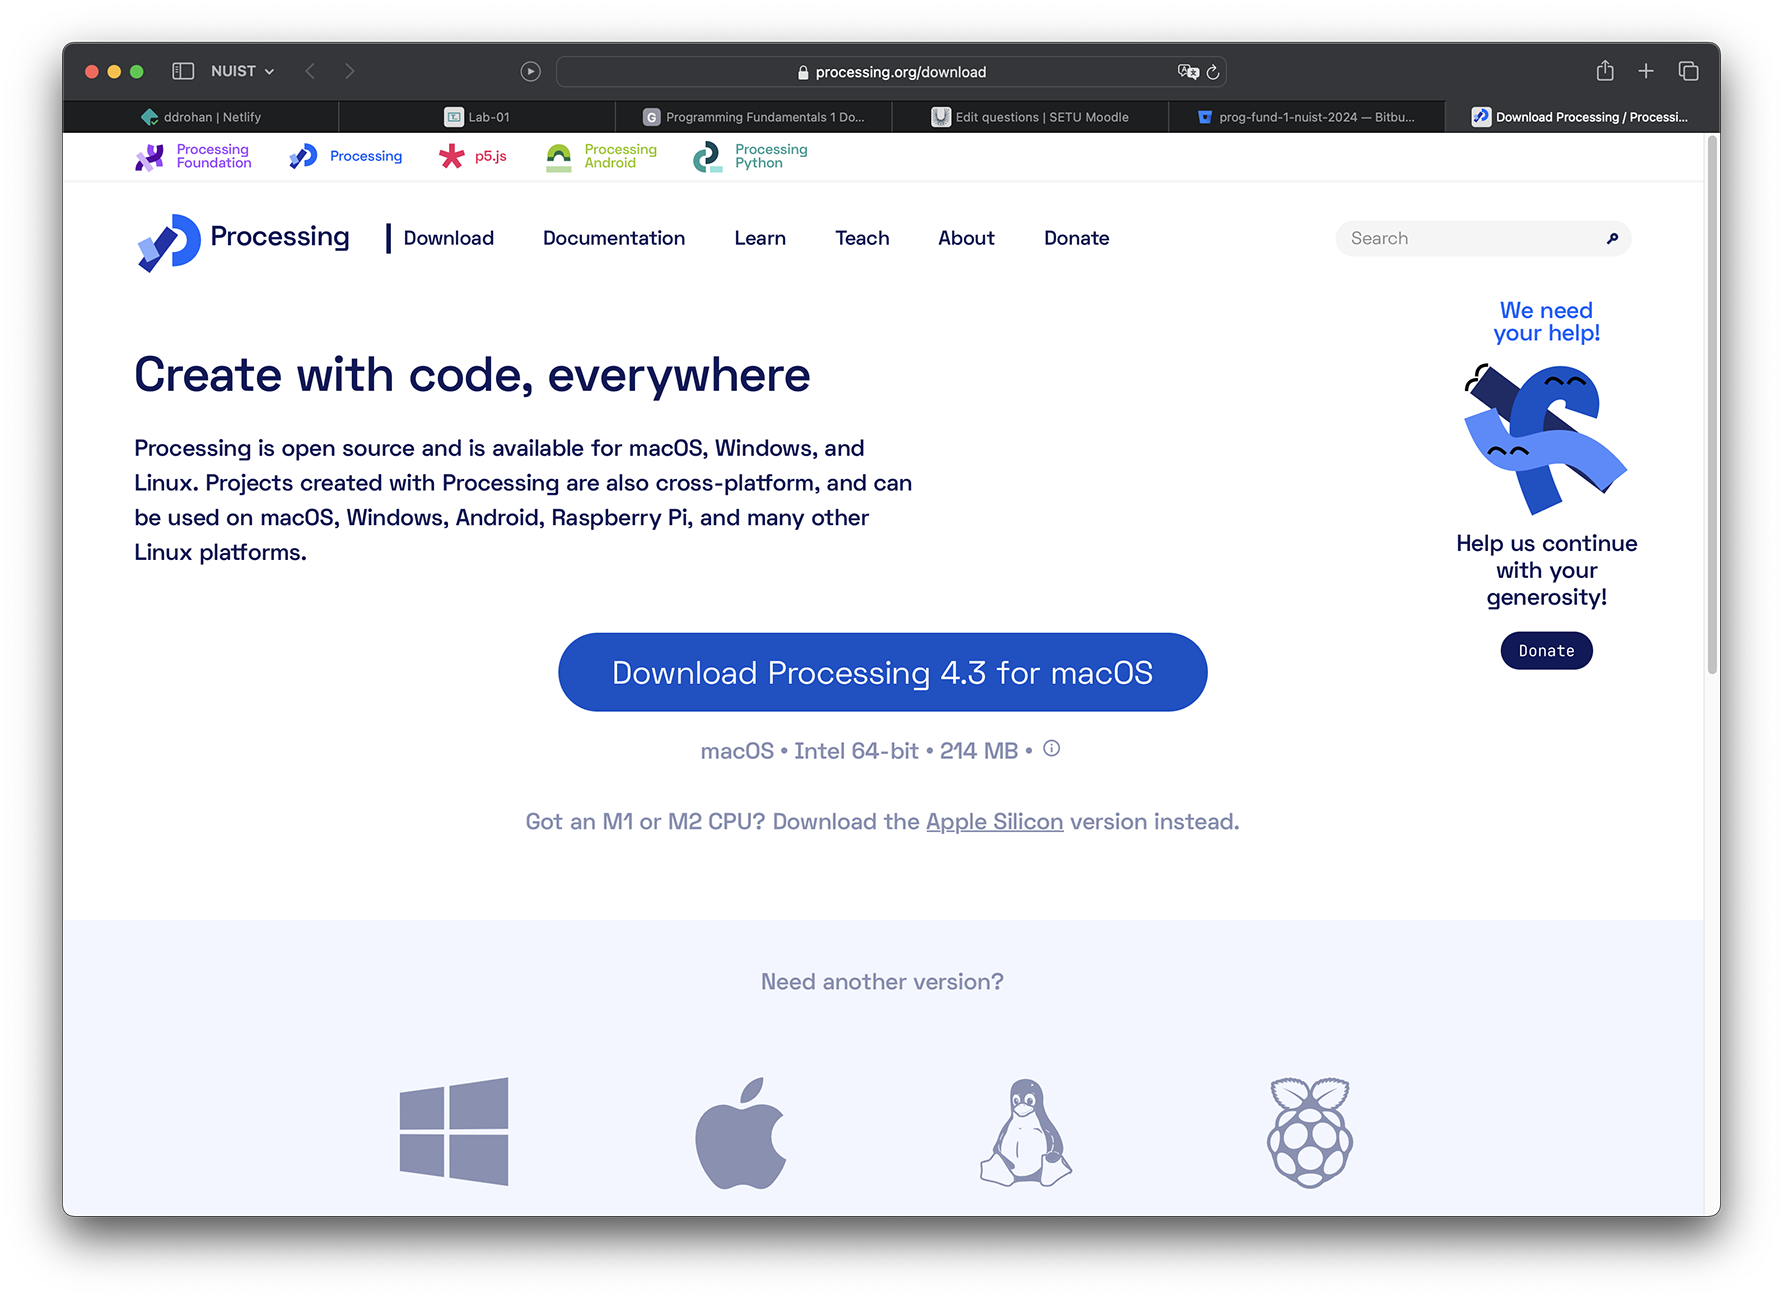 NUIST
processing.org/download
ddrohan | Netlify
Lab-01
G
Programming Fundamentals 1 Do...
Edit questions | SETU Moodle
prog-fund-1-nuist-2024 — Bitbu...
Download Processing / Processi...
Processing
Foundation
Processing
p5.js
Processing
Android
Processing
Python
Processing
Download
Documentation
Learn
Teach
About
Donate
Search
We need
your help!
Create with code, everywhere
Processing is open source and is available for macOS, Windows, and
Linux. Projects created with Processing are also cross-platform, and can
be used on macOS, Windows, Android, Raspberry Pi, and many other
Linux platforms.
Help us continue
with your
generosity!
Donate
Download Processing 4.3 for macOS
macOS • Intel 64-bit • 214 MB •
Got an M1 or M2 CPU? Download the Apple Silicon version instead.
Need another version?